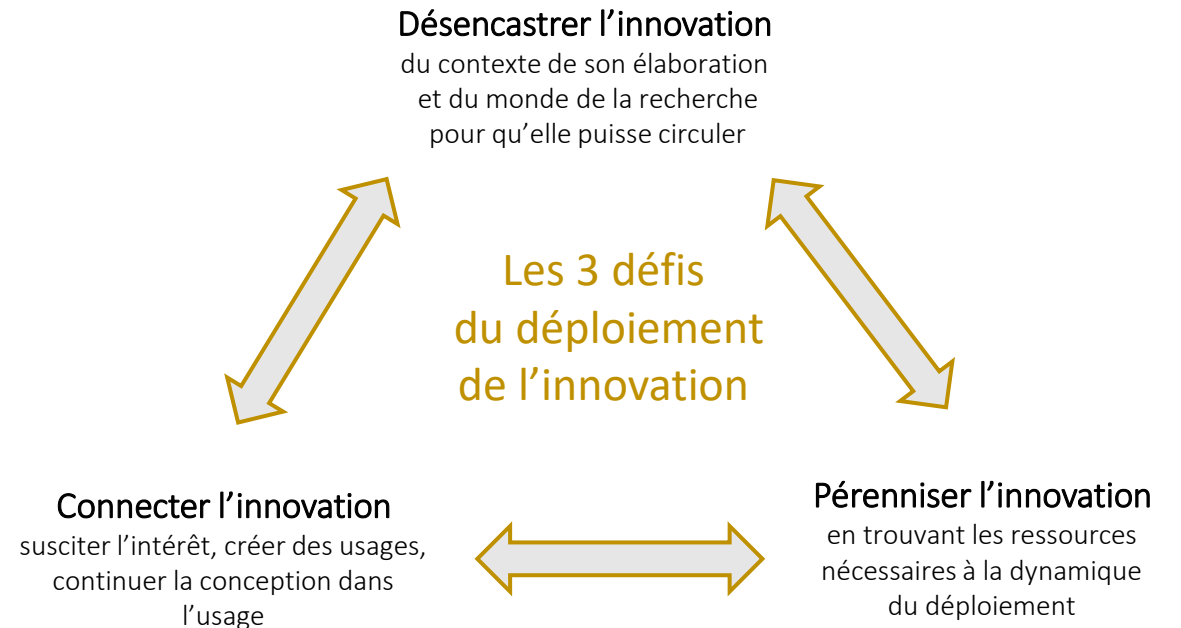 Désencastrer l’innovation
du contexte de son élaboration
et du monde de la recherche
pour qu’elle puisse circuler
Les 3 défis
du déploiement
de l’innovation
Connecter l’innovation
susciter l’intérêt, créer des usages,
continuer la conception dans
l’usage
Pérenniser l’innovation
en trouvant les ressources
nécessaires à la dynamique
du déploiement